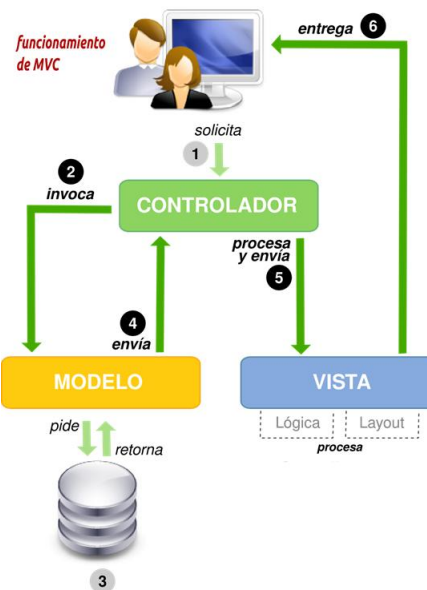 funcionamiento
de MVC
entrega 6
solicita
1
2
invoca
CONTROLADOR
procesa
y envía
5
4
envía
MODELO
VISTA
Lógica
Layout
procesa
pide
retorna
3